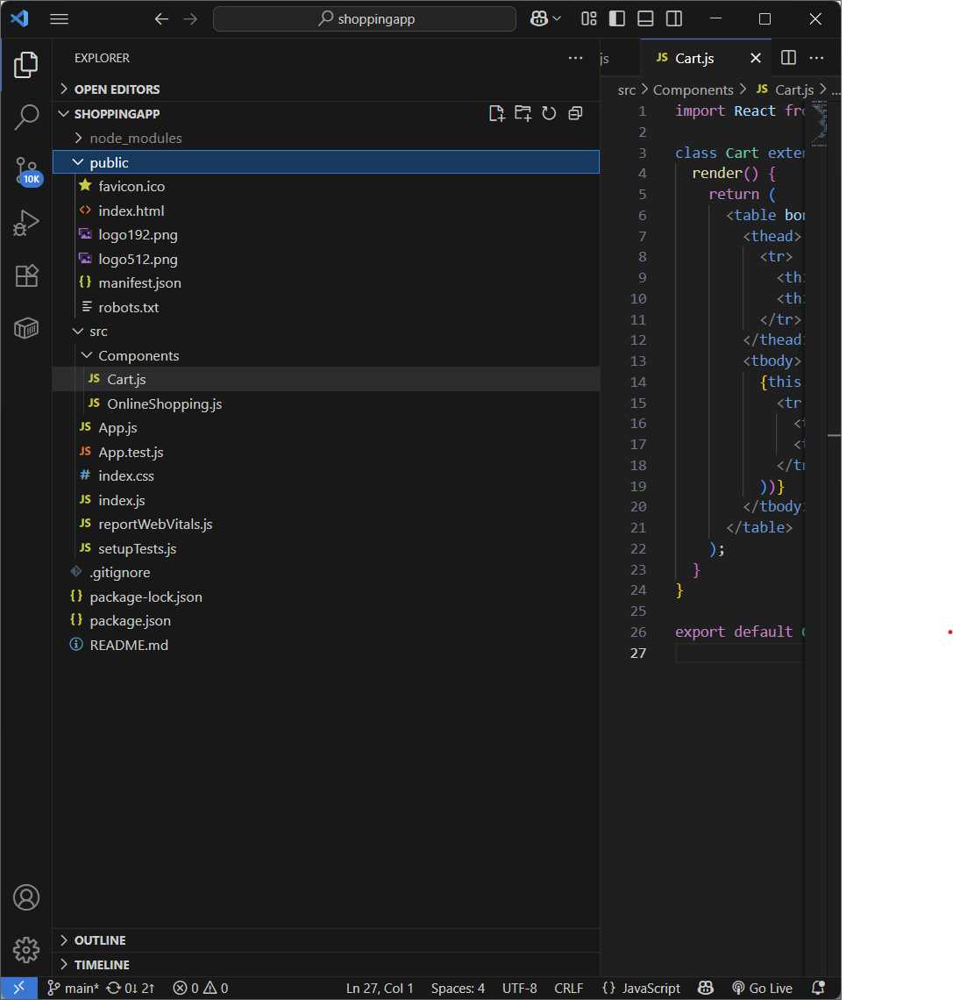 shoppingapp
EXPLORER
OPEN EDITORS
SHOPPINGAPP
node_modules
public
favicon.ico
index.html
logo192.png
logo512.png
manifest.json
robots.txt
src
Components
Cart.js
OnlineShopping.js
App.js
App.test.js
index.css
index.js
reportWebVitals.js
setupTests.js
.gitignore
package-lock.json
package.json
README.md
OUTLINE
TIMELINE
10K
js
JS Cart.js
src > Components > JS Cart.js > ...
1 import React fro
2
3 class Cart exten
4 render() {
5 return (
6 <table bor
7 <thead>
8 <tr>
9 <th>
10 <th>
11 </tr>
12 </thead>
13 <tbody>
14 {this
15 <tr
16 <t
17 <t
18 </tr
19 ))}
20 </tbody>
21 </table>
22 );
23 }
24 }
25
26 export default C
27
main* 0↓ 2↑ 0 0 Ln 27, Col 1 Spaces: 4 UTF-8 CRLF {} JavaScript Go Live